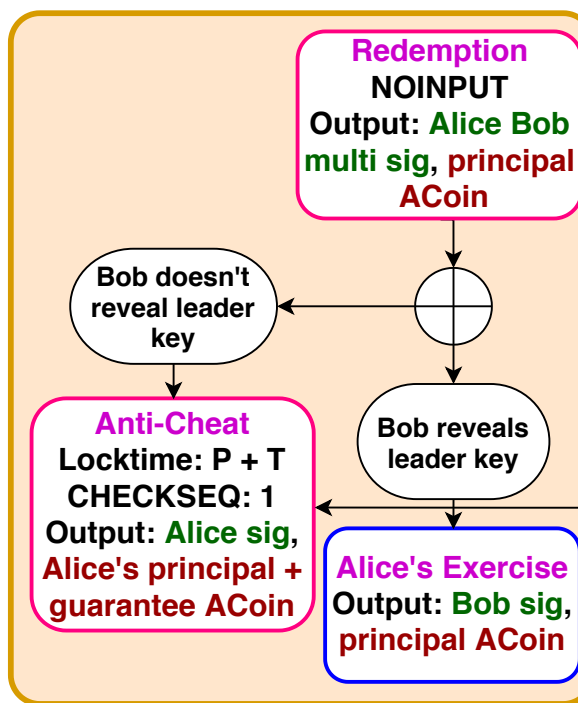 Redemption
NOINPUT
Output: Alice Bob
multi sig, principal
ACoin
Bob doesn't
reveal leader
key
Bob reveals
leader key
Anti-Cheat
Locktime: P + T
CHECKSEQ: 1
Output: Alice sig,
Alice's principal +
guarantee ACoin
Alice's Exercise
Output: Bob sig,
principal ACoin